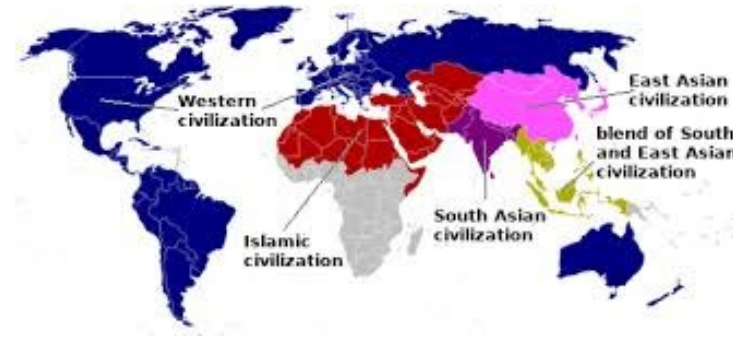 Western
civilization
East Asian
civilization
blend of South
and East Asian
civilization
South Asian
civilization
Islamic
civilization